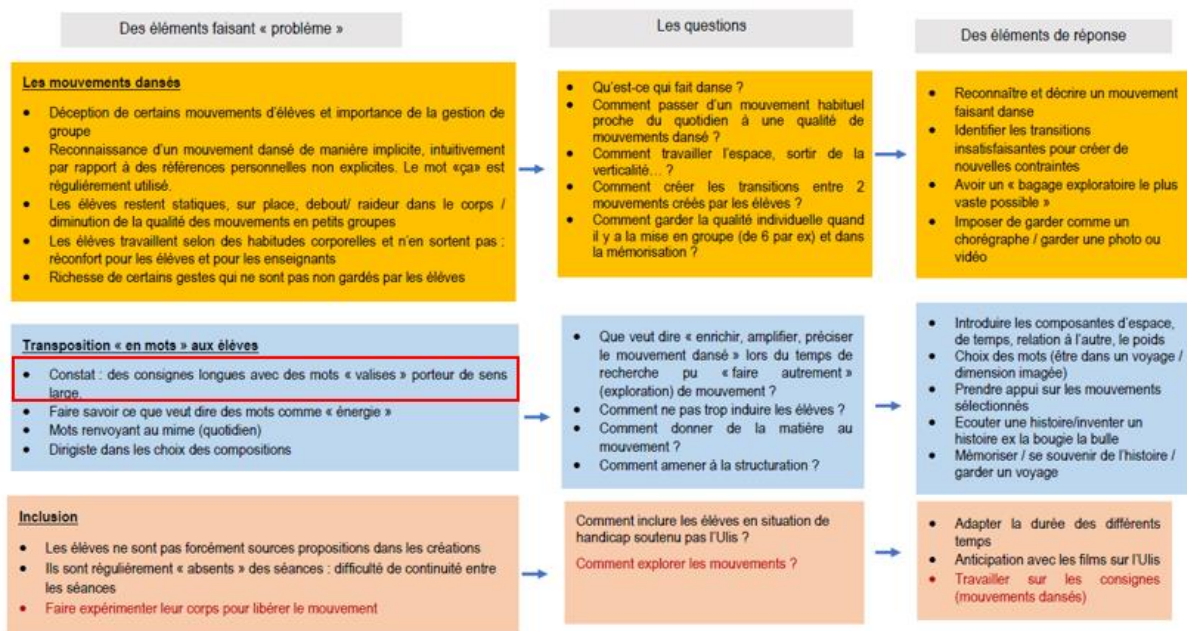 Des éléments faisant « problème »
Les questions
Des éléments de réponse
Les mouvements dansés
• Déception de certains mouvements d'élèves et importance de la gestion de
groupe
• Reconnaissance d'un mouvement dansé de manière implicite, intuitivement
par rapport à des références personnelles non explicites. Le mot «ça» est
régulièrement utilisé.
• Les élèves restent statiques, sur place, debout/ raideur dans le corps /
diminution de la qualité des mouvements en petits groupes
• Les élèves travaillent selon des habitudes corporelles et n'en sortent pas :
réconfort pour les élèves et pour les enseignants
• Richesse de certains gestes qui ne sont pas non gardés par les élèves
• Qu'est-ce qui fait danse ?
• Comment passer d'un mouvement habituel
proche du quotidien à une qualité de
mouvements dansé ?
• Comment travailler l'espace, sortir de la
verticalité… ?
• Comment créer les transitions entre 2
mouvements créés par les élèves ?
• Comment garder la qualité individuelle quand
il y a la mise en groupe (de 6 par ex) et dans
la mémorisation ?
• Reconnaître et décrire un mouvement
faisant danse
• Identifier les transitions
insatisfaisantes pour créer de
nouvelles contraintes
• Avoir un « bagage exploratoire le plus
vaste possible »
• Imposer de garder comme un
chorégraphe / garder une photo ou
vidéo
Transposition « en mots » aux élèves
• Constat : des consignes longues avec des mots « valises » porteur de sens
large.
• Faire savoir ce que veut dire des mots comme « énergie »
• Mots renvoyant au mime (quotidien)
• Dirigiste dans les choix des compositions
• Que veut dire « enrichir, amplifier, préciser
le mouvement dansé » lors du temps de
recherche pu « faire autrement »
(exploration) de mouvement ?
• Comment ne pas trop induire les élèves ?
• Comment donner de la matière au
mouvement ?
• Comment amener à la structuration ?
• Introduire les composantes d'espace,
de temps, relation à l'autre, le poids
• Choix des mots (être dans un voyage /
dimension imagée)
• Prendre appui sur les mouvements
sélectionnés
• Ecouter une histoire/inventer un
histoire ex la bougie la bulle
• Mémoriser / se souvenir de l'histoire /
garder un voyage
Inclusion
• Les élèves ne sont pas forcément sources propositions dans les créations
• Ils sont régulièrement « absents » des séances : difficulté de continuité entre
les séances
• Faire expérimenter leur corps pour libérer le mouvement
Comment inclure les élèves en situation de
handicap soutenu pas l'Ulis ?
Comment explorer les mouvements ?
• Adapter la durée des différents
temps
• Anticipation avec les films sur l'Ulis
• Travailler sur les consignes
(mouvements dansés)